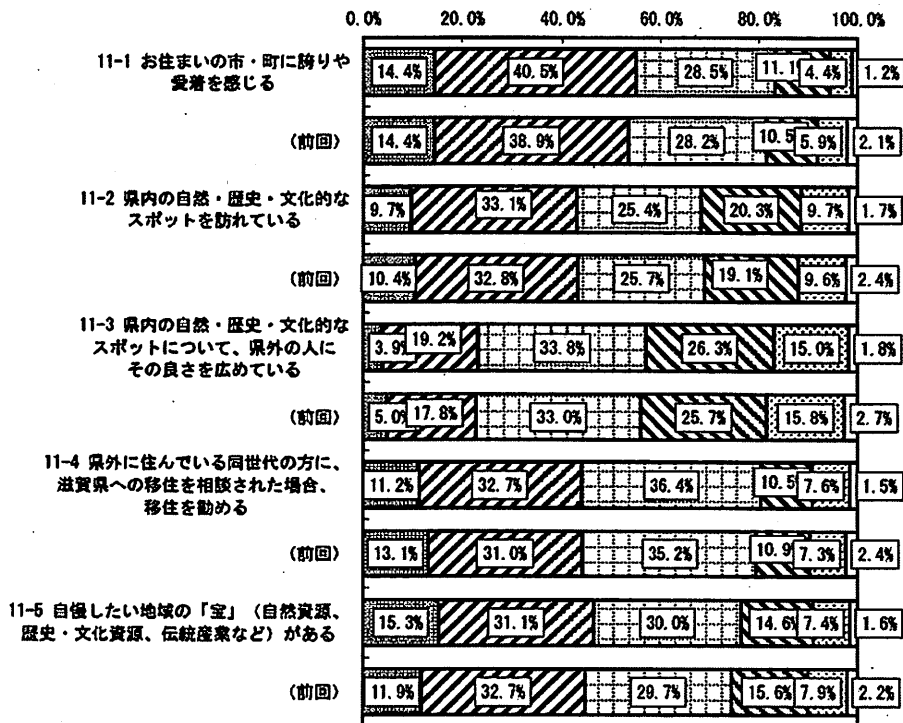 0.0% 20.0% 40.0% 60.0% 80.0% 100.0%
11-1 お住まいの市・町に誇りや
愛着を感じる
14.4% 40.5% 28.5% 11.1% 4.4% 1.2%
(前回)
14.4% 38.9% 28.2% 10.5% 5.9% 2.1%
11-2 県内の自然・歴史・文化的な
スポットを訪れている
9.7% 33.1% 25.4% 20.3% 9.7% 1.7%
(前回)
10.4% 32.8% 25.7% 19.1% 9.6% 2.4%
11-3 県内の自然・歴史・文化的な
スポットについて、県外の人に
その良さを広めている
3.9% 19.2% 33.8% 26.3% 15.0% 1.8%
(前回)
5.0% 17.8% 33.0% 25.7% 15.8% 2.7%
11-4 県外に住んでいる同世代の方に、
滋賀県への移住を相談された場合、
移住を勧める
11.2% 32.7% 36.4% 10.5% 7.6% 1.5%
(前回)
13.1% 31.0% 35.2% 10.9% 7.3% 2.4%
11-5 自慢したい地域の「宝」(自然資源、
歴史・文化資源、伝統産業など)がある
15.3% 31.1% 30.0% 14.6% 7.4% 1.6%
(前回)
11.9% 32.7% 29.7% 15.6% 7.9% 2.2%